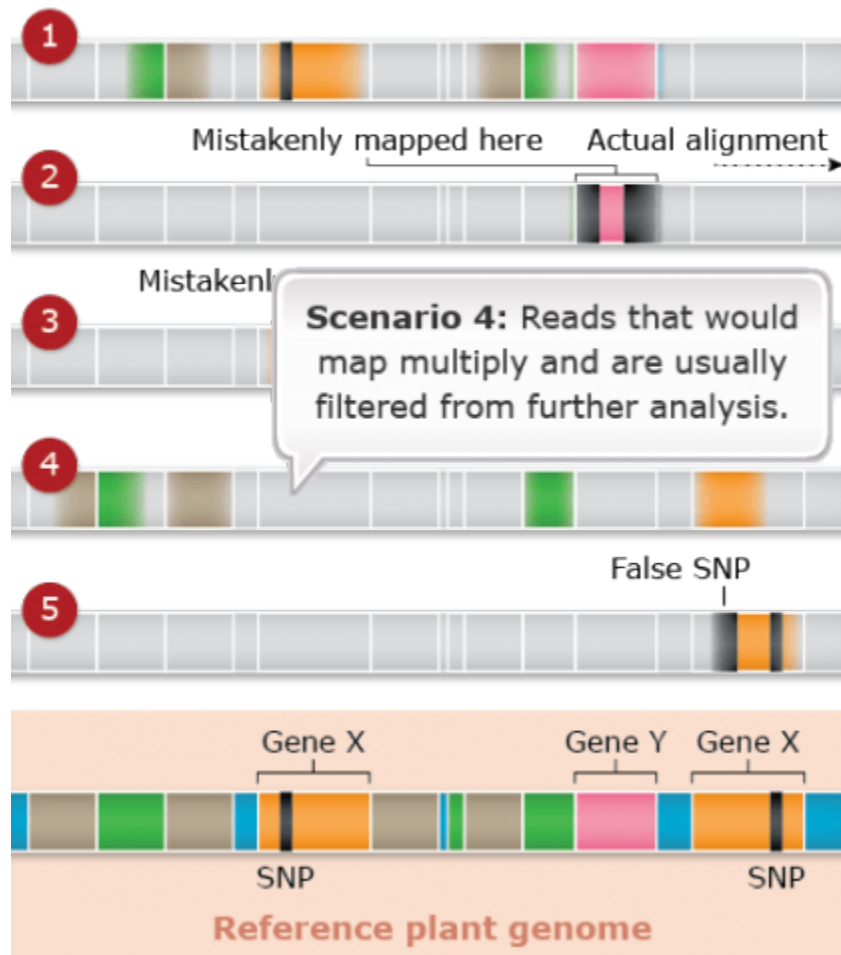 1
Mistakenly mapped here Actual alignment
2
3
Scenario 4: Reads that would
map multiply and are usually
filtered from further analysis.
4
False SNP
5
Gene X Gene Y Gene X
SNP SNP
Reference plant genome